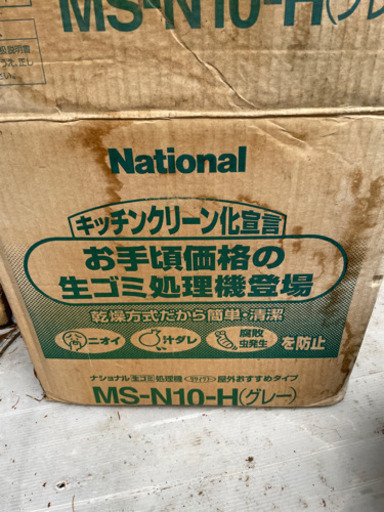 MS-N10-H(グレー
National
キッチンクリーン化宣言
お手頃価格の
生ゴミ処理機登場
乾燥方式だから簡単・清潔
ニオイ
汁ダレ
腐敗
虫発生
を防止
ナショナル 生ゴミ処理機 屋外おすすめタイプ
MS-N10-H(グレー)